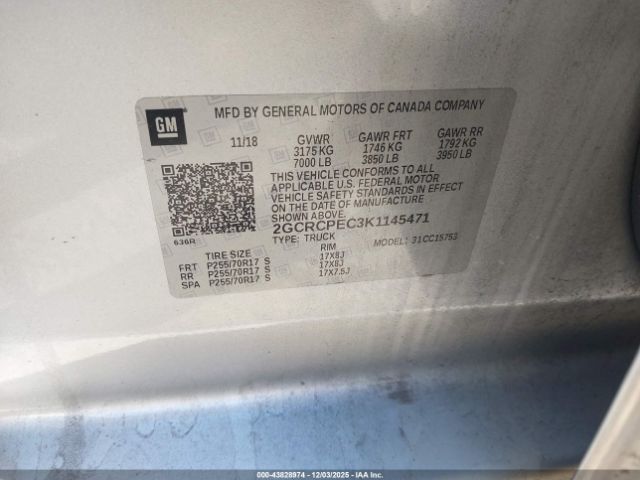 GM
MFD BY GENERAL MOTORS OF CANADA COMPANY
11/18 GVWR GAWR FRT GAWR RR
3175 KG 1746 KG 1792 KG
7000 LB 3850 LB 3950 LB
THIS VEHICLE CONFORMS TO ALL
APPLICABLE U.S. FEDERAL MOTOR
VEHICLE SAFETY STANDARDS IN EFFECT
ON THE DATE OF MANUFACTURE
SHOWN ABOVE.
636R
2GCRCPEC3K1145471
TYPE: TRUCK MODEL: 31CC15753
TIRE SIZE RIM
FRT P255/70R17 S 17X8J
RR P255/70R17 S 17X8J
SPA P255/70R17 S 17X7.5J
20-43828974 | 12/03/2025 - IAA Inc.